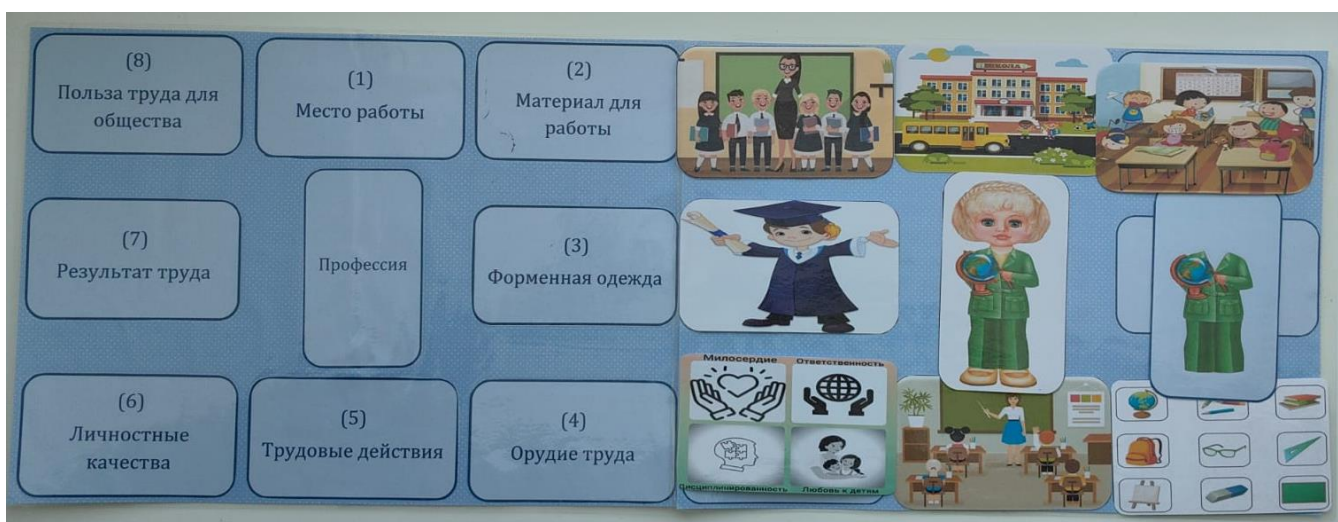 (8)
Польза труда для
общества
(1)
Место работы
(2)
Материал для
работы
(7)
Результат труда
Профессия
(3)
Форменная одежда
(6)
Личностные
качества
(5)
Трудовые действия
(4)
Орудие труда
ШКОЛА
Милосердие
Ответственность
Дисциплинированность
Любовь к детям